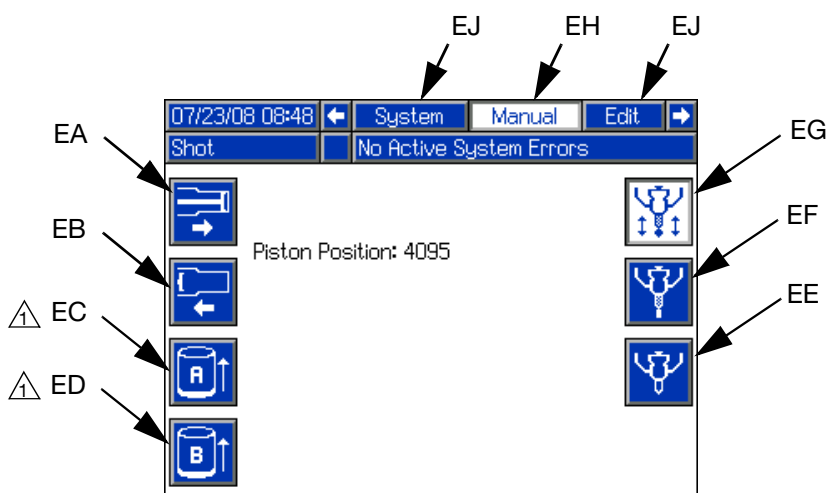 EJ EH EJ
07/23/08 08:48 System Manual Edit
Shot No Active System Errors
EA
EG
EB
EF
Piston Position: 4095
1 EC
EE
A
1 ED
B